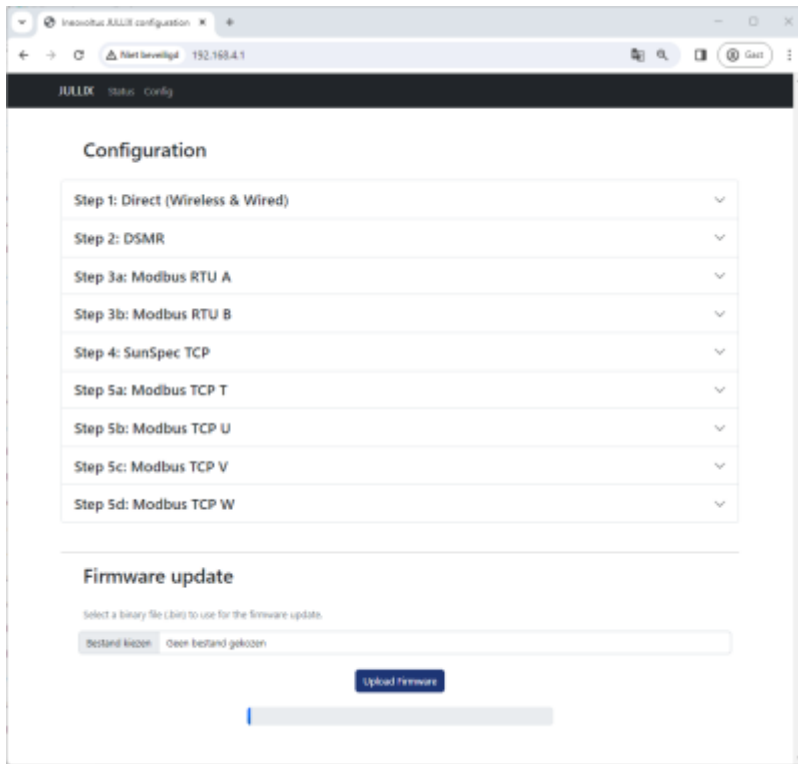 JULLIX configuration
Niet beveiligd 192.168.4.1 Gast
JULLIX Status Config
Configuration
Step 1: Direct (Wireless & Wired)
Step 2: DSMR
Step 3a: Modbus RTU A
Step 3b: Modbus RTU B
Step 4: SunSpec TCP
Step 5a: Modbus TCP T
Step 5b: Modbus TCP U
Step 5c: Modbus TCP V
Step 5d: Modbus TCP W
Firmware update
Select a binary file (.bin) to use for the firmware update.
Bestand kiezen Geen bestand gekozen
Upload Firmware